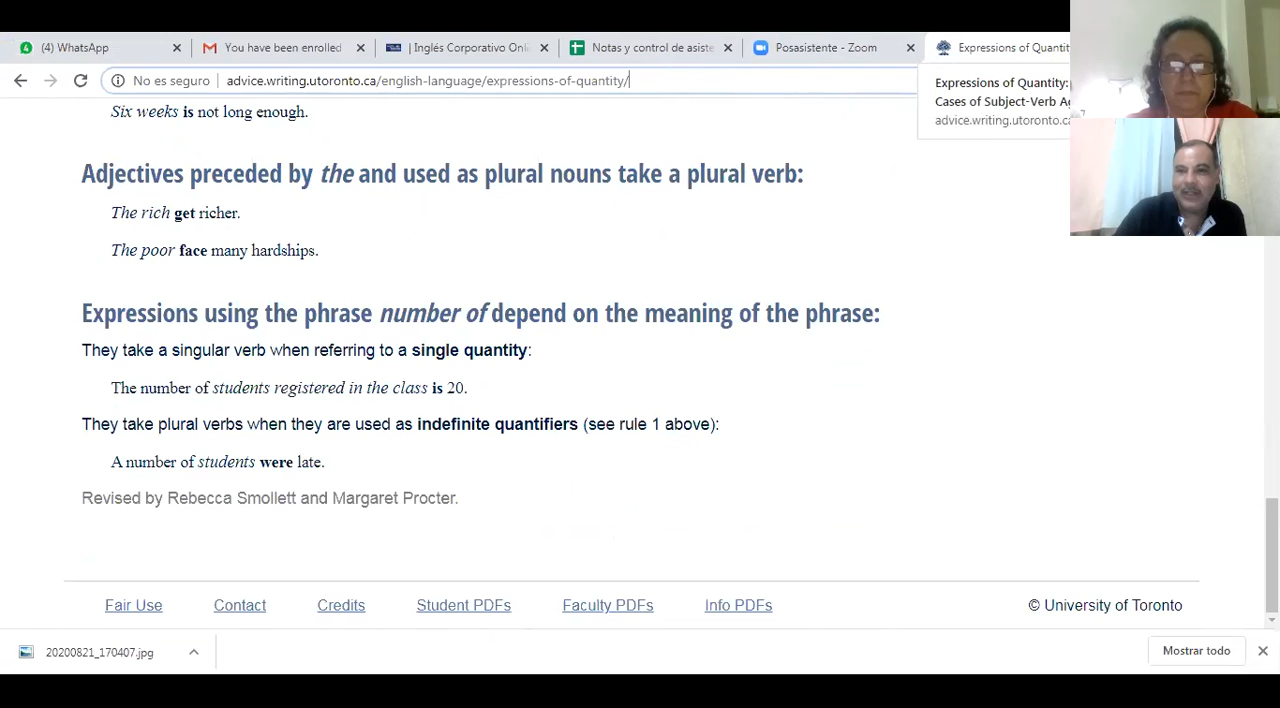 (4) WhatsApp
You have been enrolled
| Inglés Corporativo Onli
Notas y control de asiste
Posasistente - Zoom
Expressions of Quantity
No es seguro | advice.writing.utoronto.ca/english-language/expressions-of-quantity/
Expressions of Quantity:
Cases of Subject-Verb Ag
advice.writing.utoronto.ca
Six weeks is not long enough.
Adjectives preceded by the and used as plural nouns take a plural verb:
The rich get richer.
The poor face many hardships.
Expressions using the phrase number of depend on the meaning of the phrase:
They take a singular verb when referring to a single quantity:
The number of students registered in the class is 20.
They take plural verbs when they are used as indefinite quantifiers (see rule 1 above):
A number of students were late.
Revised by Rebecca Smollett and Margaret Procter.
Fair Use Contact Credits Student PDFs Faculty PDFs Info PDFs © University of Toronto
20200821_170407.jpg
Mostrar todo